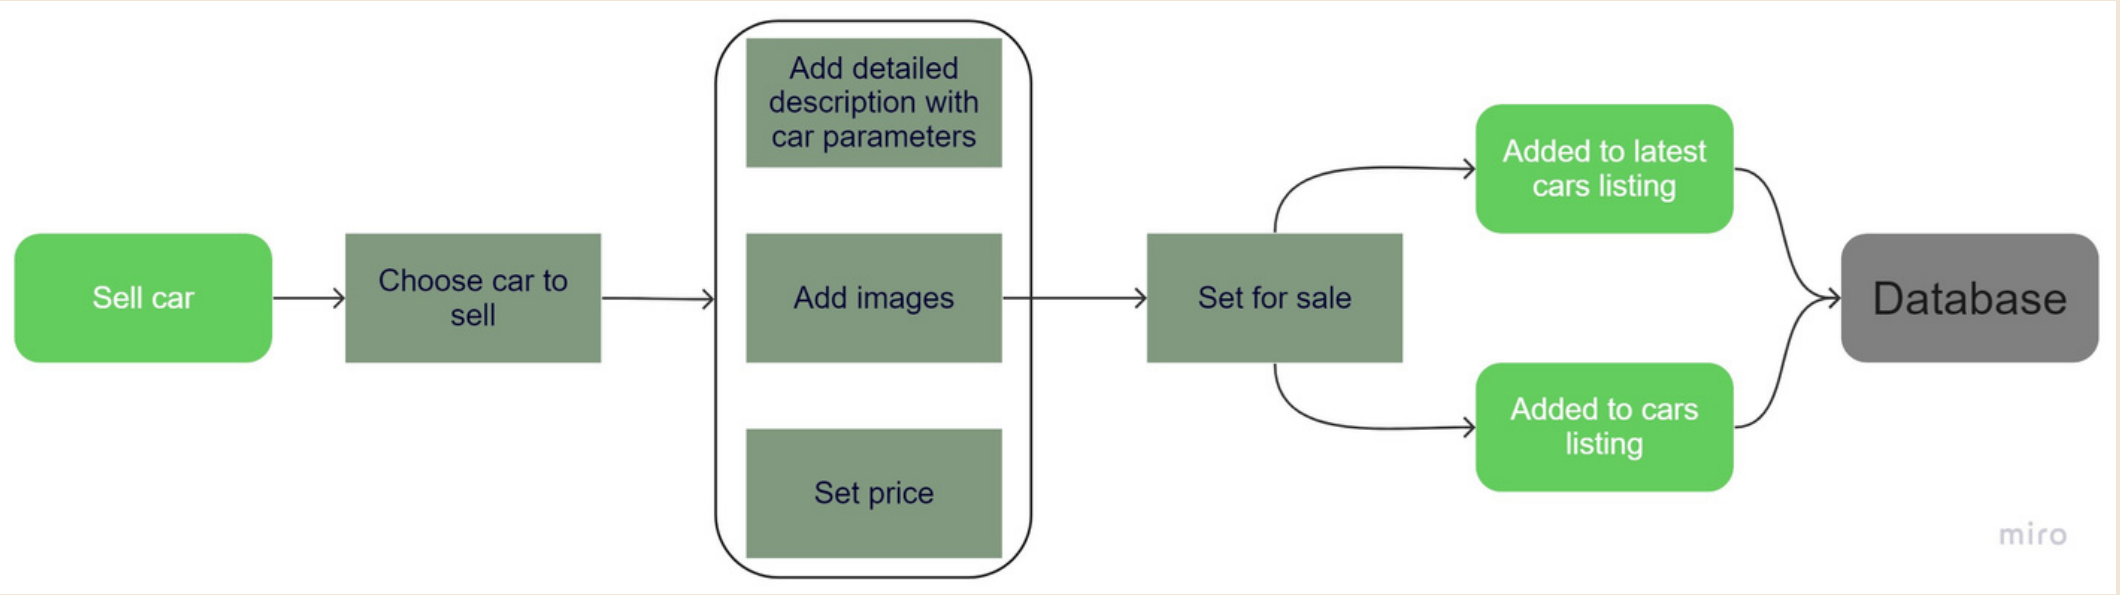 Sell car
Choose car to
sell
Add detailed
description with
car parameters
Add images
Set price
Set for sale
Added to latest
cars listing
Added to cars
listing
Database
miro